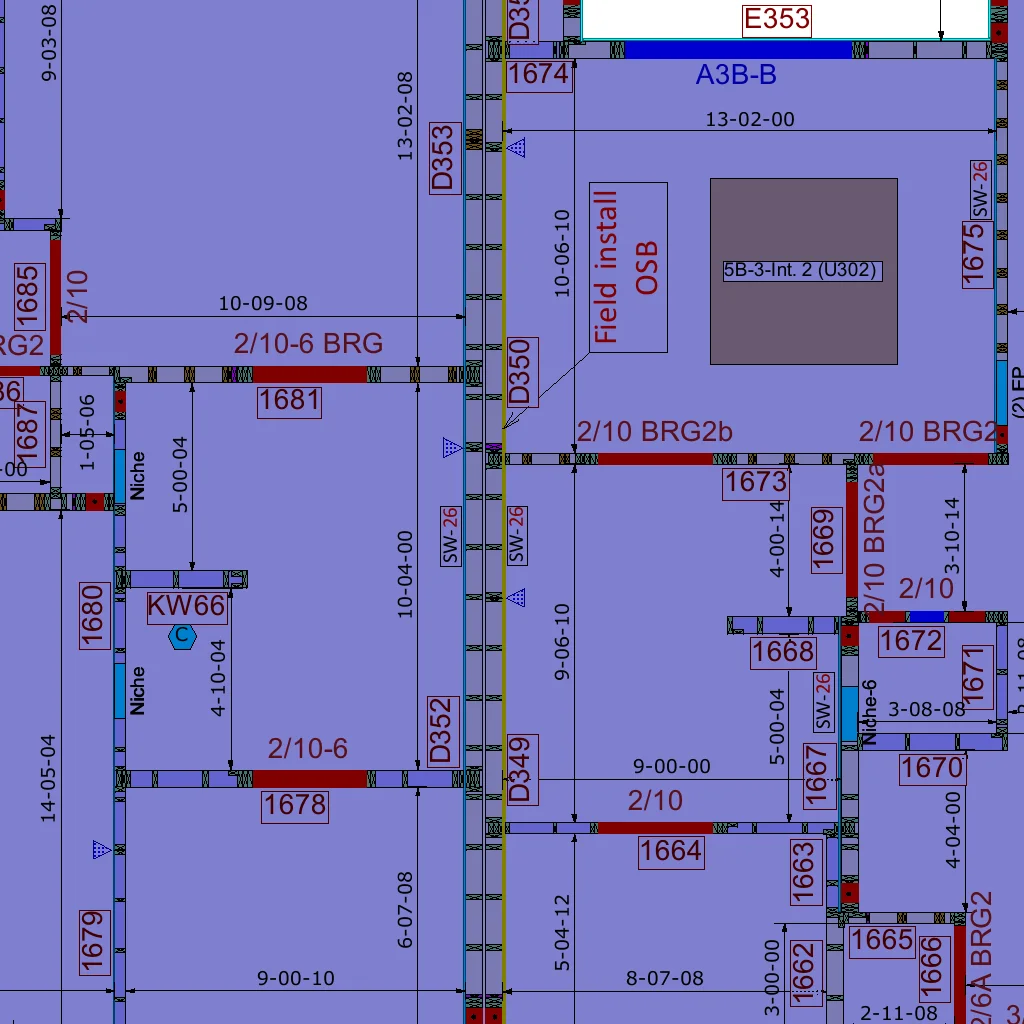 E353
D35
1674
A3B-B
9-03-08
13-02-08
D353
13-02-00
SW-26
1675
10-06-10
Field install
OSB
5B-3-Int. 2 (U302)
1685
2/10
10-09-08
RG2
2/10-6 BRG
1681
D350
(2) FP
36
1687
1-05-06
-00
Niche
5-00-04
2/10 BRG2b
2/10 BRG2
1673
1669
2/10 BRG2a
4-00-14
3-10-14
SW-26
SW-26
10-04-00
1680
KW66
C
4-10-04
Niche
9-06-10
2/10
1672
1671
1668
SW-26
Niche-6
3-08-08
5-00-04
1670
D352
D349
2/10-6
1678
9-00-00
1667
2/10
1664
1663
14-05-04
4-04-00
6-07-08
5-04-12
1679
1665
1666
2/6A BRG2
1662
3-00-00
9-00-10
8-07-08
2-11-08